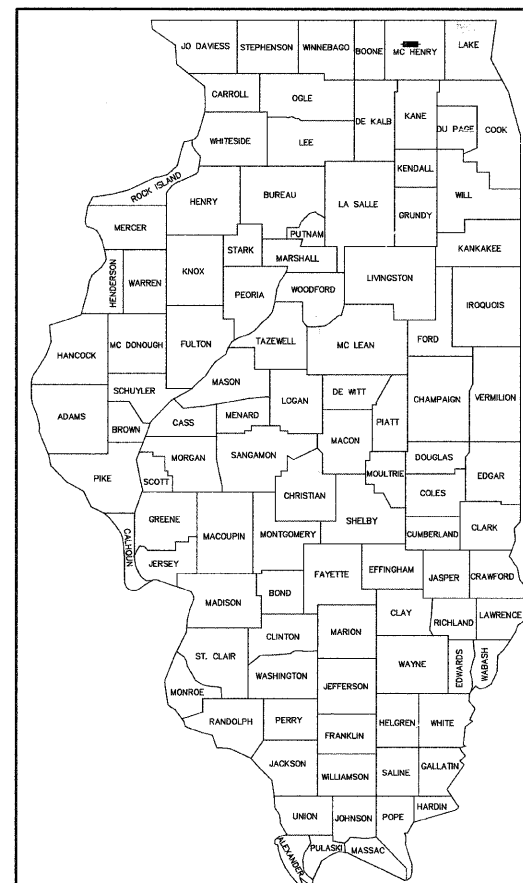 JO DAVIESS
STEPHENSON
WINNEBAGO
BOONE
MC HENRY
LAKE
CARROLL
OGLE
DE KALB
KANE
DU PAGE
COOK
WHITESIDE
LEE
KENDALL
WILL
ROCK ISLAND
HENRY
BUREAU
LA SALLE
GRUNDY
MERCER
PUTNAM
STARK
MARSHALL
KANKAKEE
HENDERSON
WARREN
KNOX
PEORIA
WOODFORD
LIVINGSTON
IROQUOIS
HANCOCK
MC DONOUGH
FULTON
TAZEWELL
MC LEAN
FORD
MASON
SCHUYLER
LOGAN
DE WITT
CHAMPAIGN
VERMILION
ADAMS
BROWN
CASS
MENARD
MACON
PIATT
MORGAN
SANGAMON
DOUGLAS
PIKE
SCOTT
MOULTRIE
COLES
EDGAR
CHRISTIAN
GREENE
MACOUPIN
MONTGOMERY
SHELBY
CUMBERLAND
CLARK
CALHOUN
JERSEY
FAYETTE
EFFINGHAM
JASPER
CRAWFORD
MADISON
BOND
CLAY
RICHLAND
LAWRENCE
CLINTON
MARION
ST. CLAIR
WAYNE
EDWARDS
WABASH
WASHINGTON
JEFFERSON
MONROE
RANDOLPH
PERRY
HELGREN
WHITE
FRANKLIN
JACKSON
WILLIAMSON
SALINE
GALLATIN
HARDIN
UNION
JOHNSON
POPE
ALEXANDER
PULASKI
MASSAC